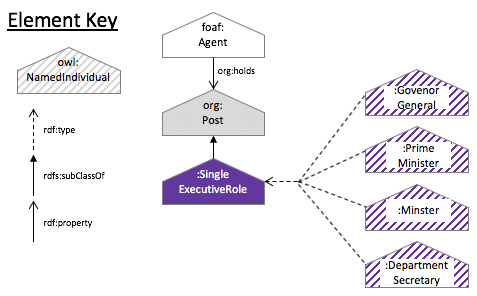 Element Key
owl:
NamedIndividual
rdf:type
rdfs:subClassOf
rdf:property
foaf:
Agent
org:holds
org:
Post
:Single
ExecutiveRole
:Govenor
General
:Prime
Minister
:Minster
:Department
Secretary